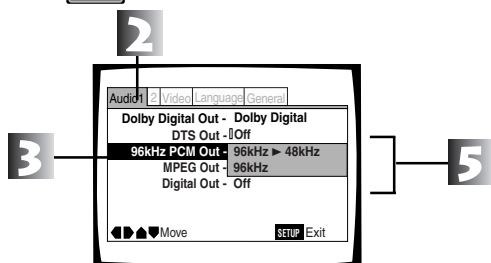 2
Audio1 2 Video Language General
Dolby Digital Out - Dolby Digital
DTS Out - Off
3
96kHz PCM Out - 96kHz ► 48kHz
5
MPEG Out - 96kHz
Digital Out - Off
Move SETUP Exit